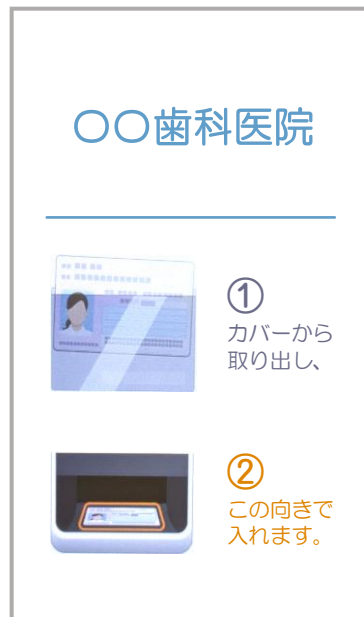 〇〇歯科医院
①
カバーから
取り出し、
②
この向きで
入れます。